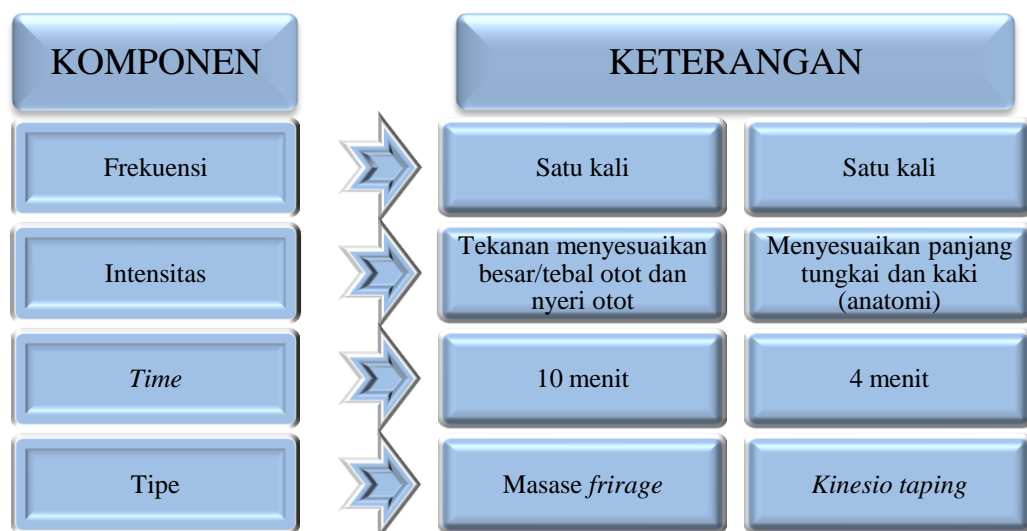 KOMPONEN
KETERANGAN
Frekuensi
Satu kali
Satu kali
Intensitas
Tekanan menyesuaikan
besar/tebal otot dan
nyeri otot
Menyesuaikan panjang
tungkai dan kaki
(anatomi)
Time
10 menit
4 menit
Tipe
Masase frirage
Kinesio taping